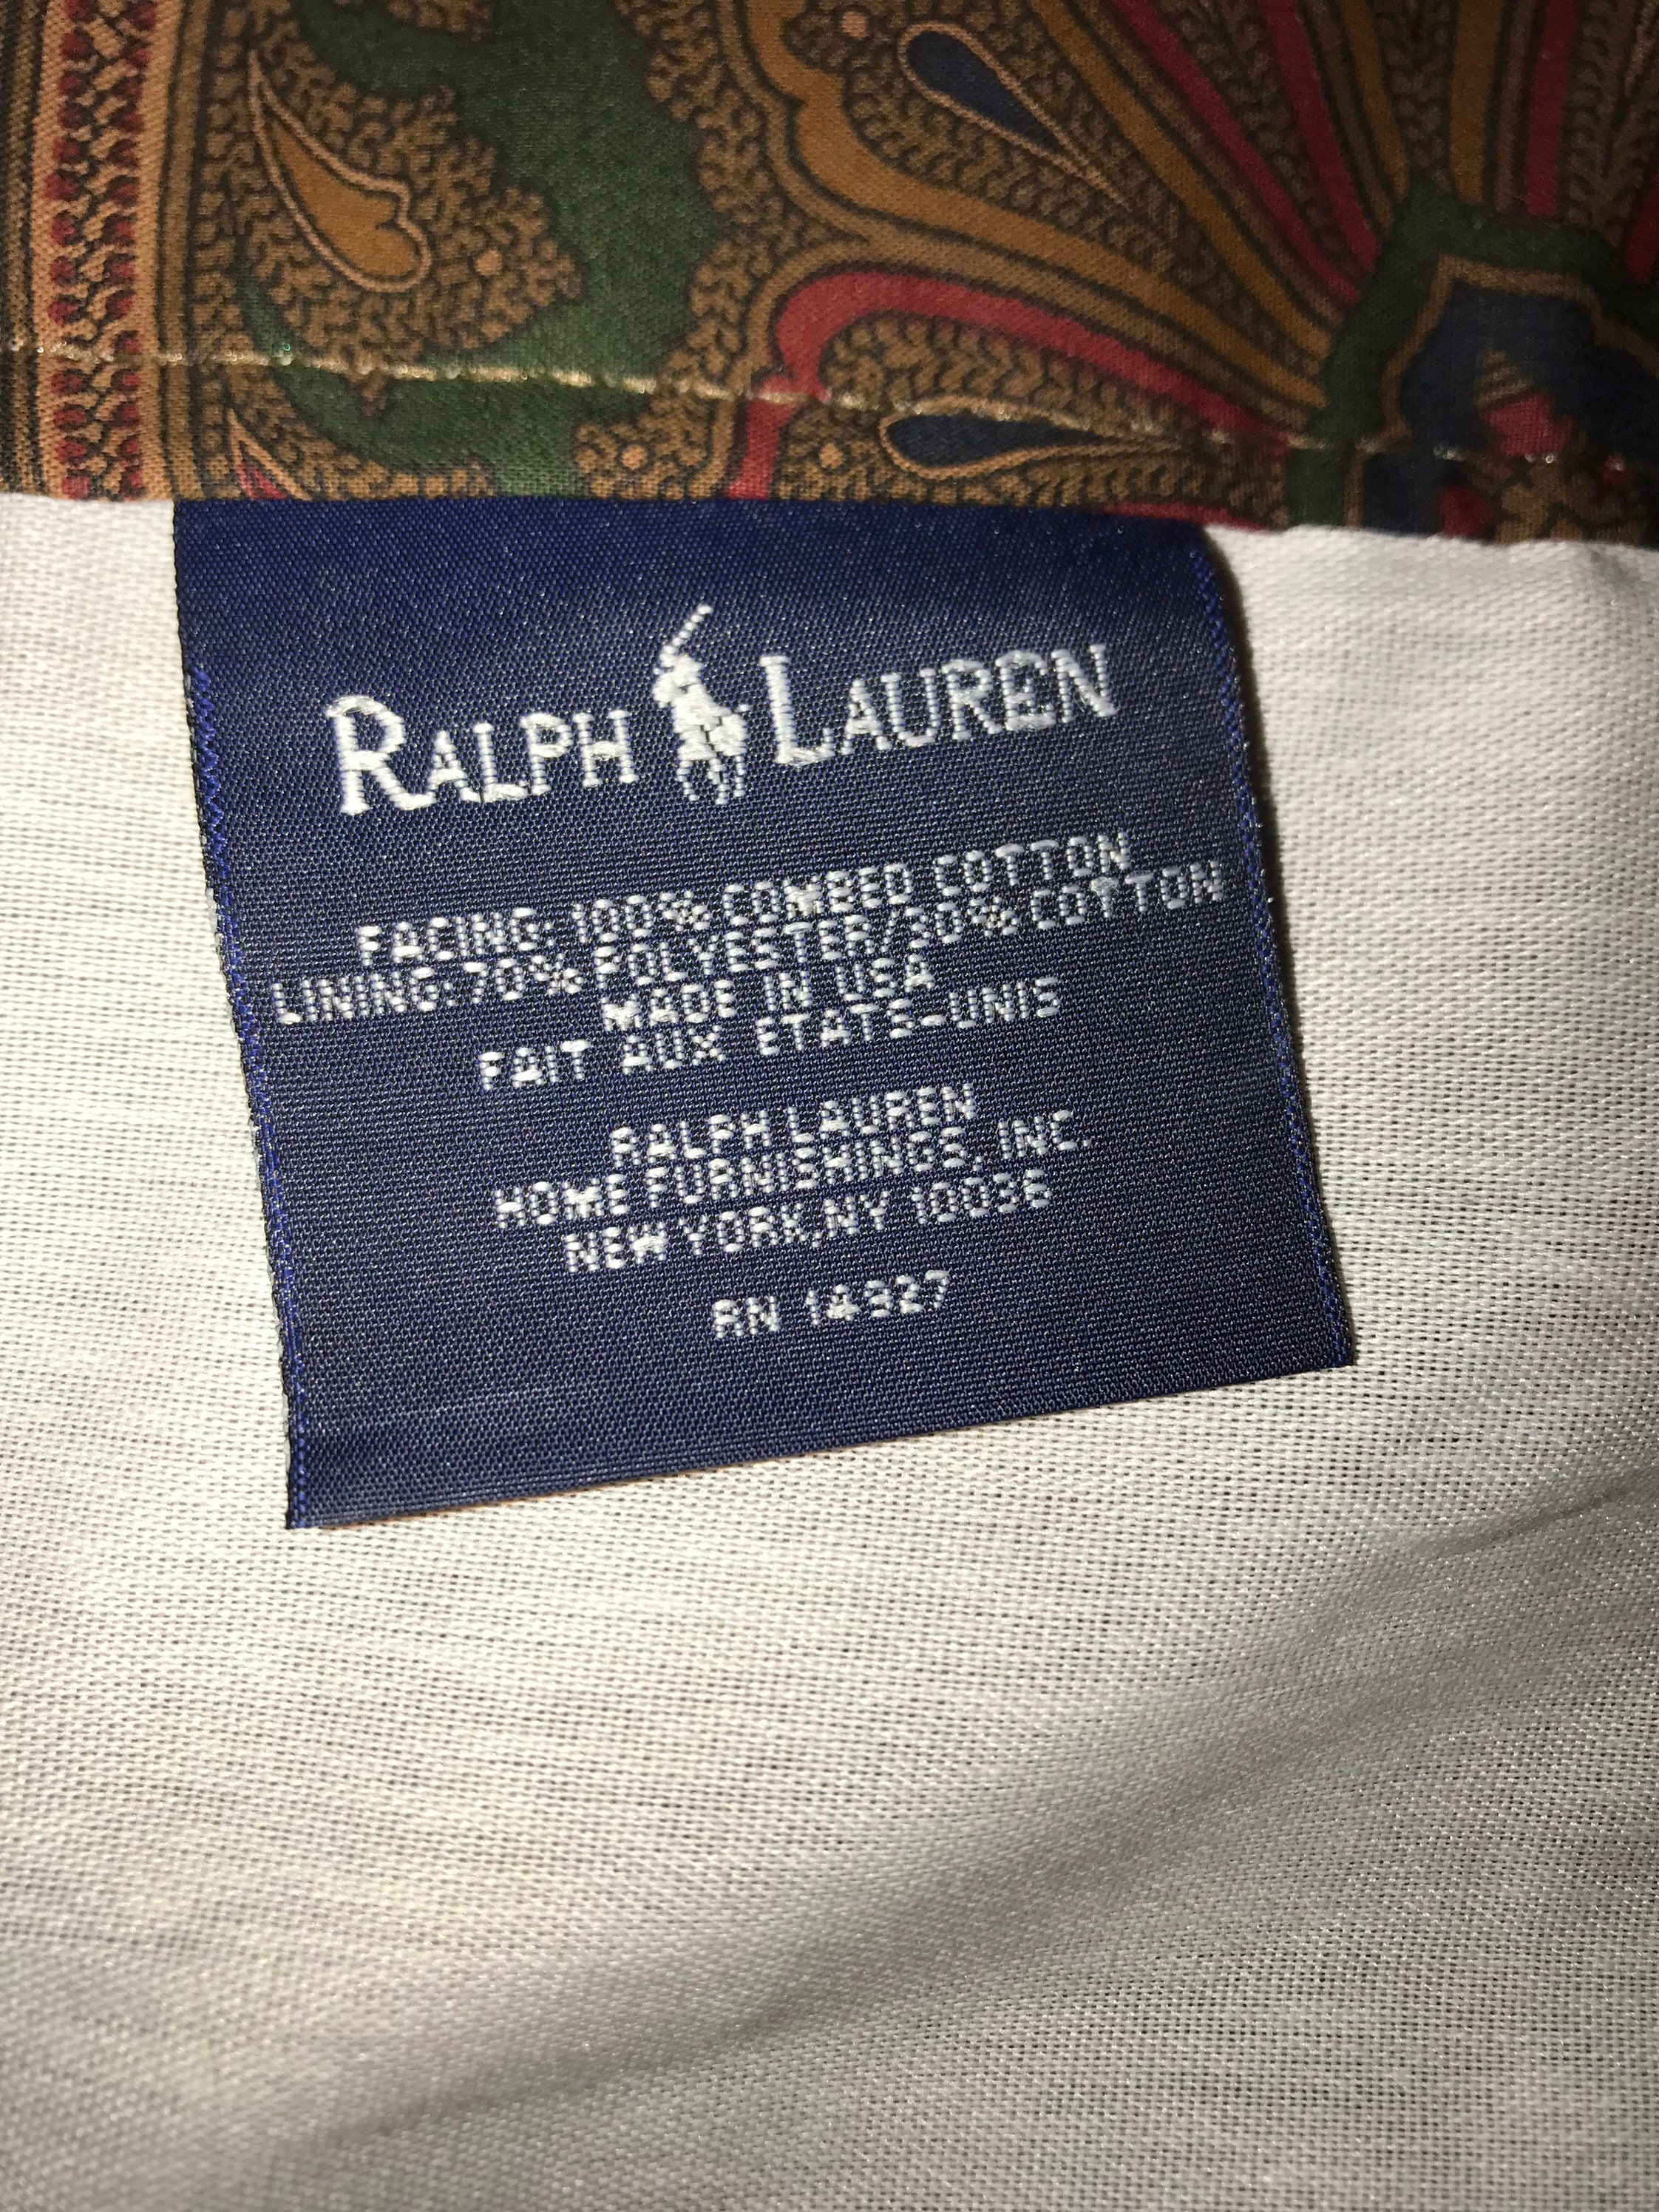 RALPH LAUREN
FACING: 100% COMBED COTTON
LINING: 70% POLYESTER/30% COTTON
MADE IN USA
FAIT AUX ETATS-UNIS
RALPH LAUREN
HOME FURNISHINGS, INC.
NEW YORK, NY 10036
RN 14927